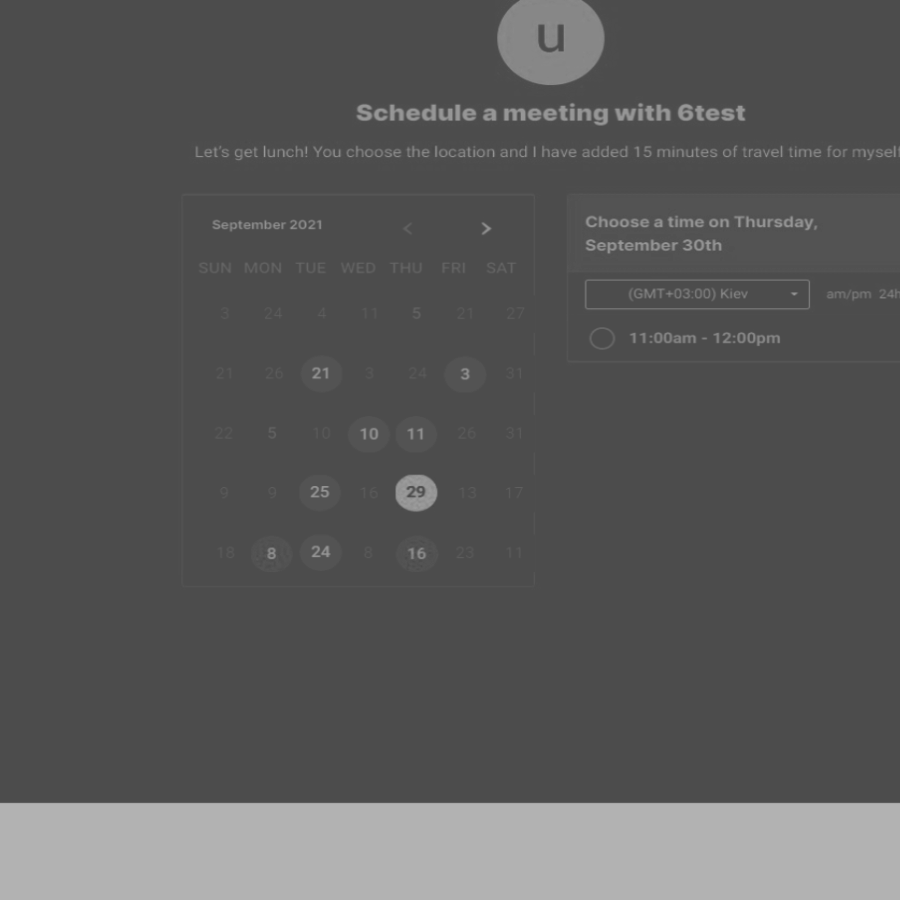 u
Schedule a meeting with 6test
Let's get lunch! You choose the location and I have added 15 minutes of travel time for myself
September 2021 < >
SUN MON TUE WED THU FRI SAT
3 24 4 11 5 21 27
21 26 21 3 24 3 31
22 5 10 10 11 26 31
9 9 25 16 29 13 17
18 8 24 8 16 23 11
Choose a time on Thursday,
September 30th
(GMT+03:00) Kiev
am/pm 24h
11:00am - 12:00pm